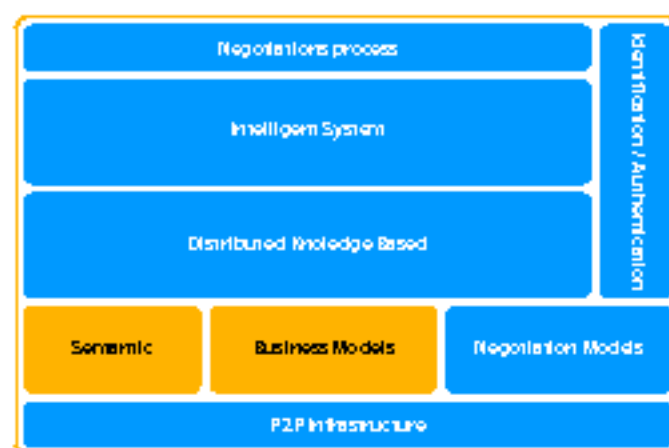 Negotiations process
Identification / Authentication
Intelligent System
Distributed Knoledge Based
Semantic
Business Models
Negotiation Models
P2P Infrastructure